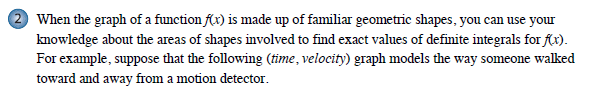 2 When the graph of a function f(x) is made up of familiar geometric shapes, you can use your
knowledge about the areas of shapes involved to find exact values of definite integrals for f(x).
For example, suppose that the following (time, velocity) graph models the way someone walked
toward and away from a motion detector.